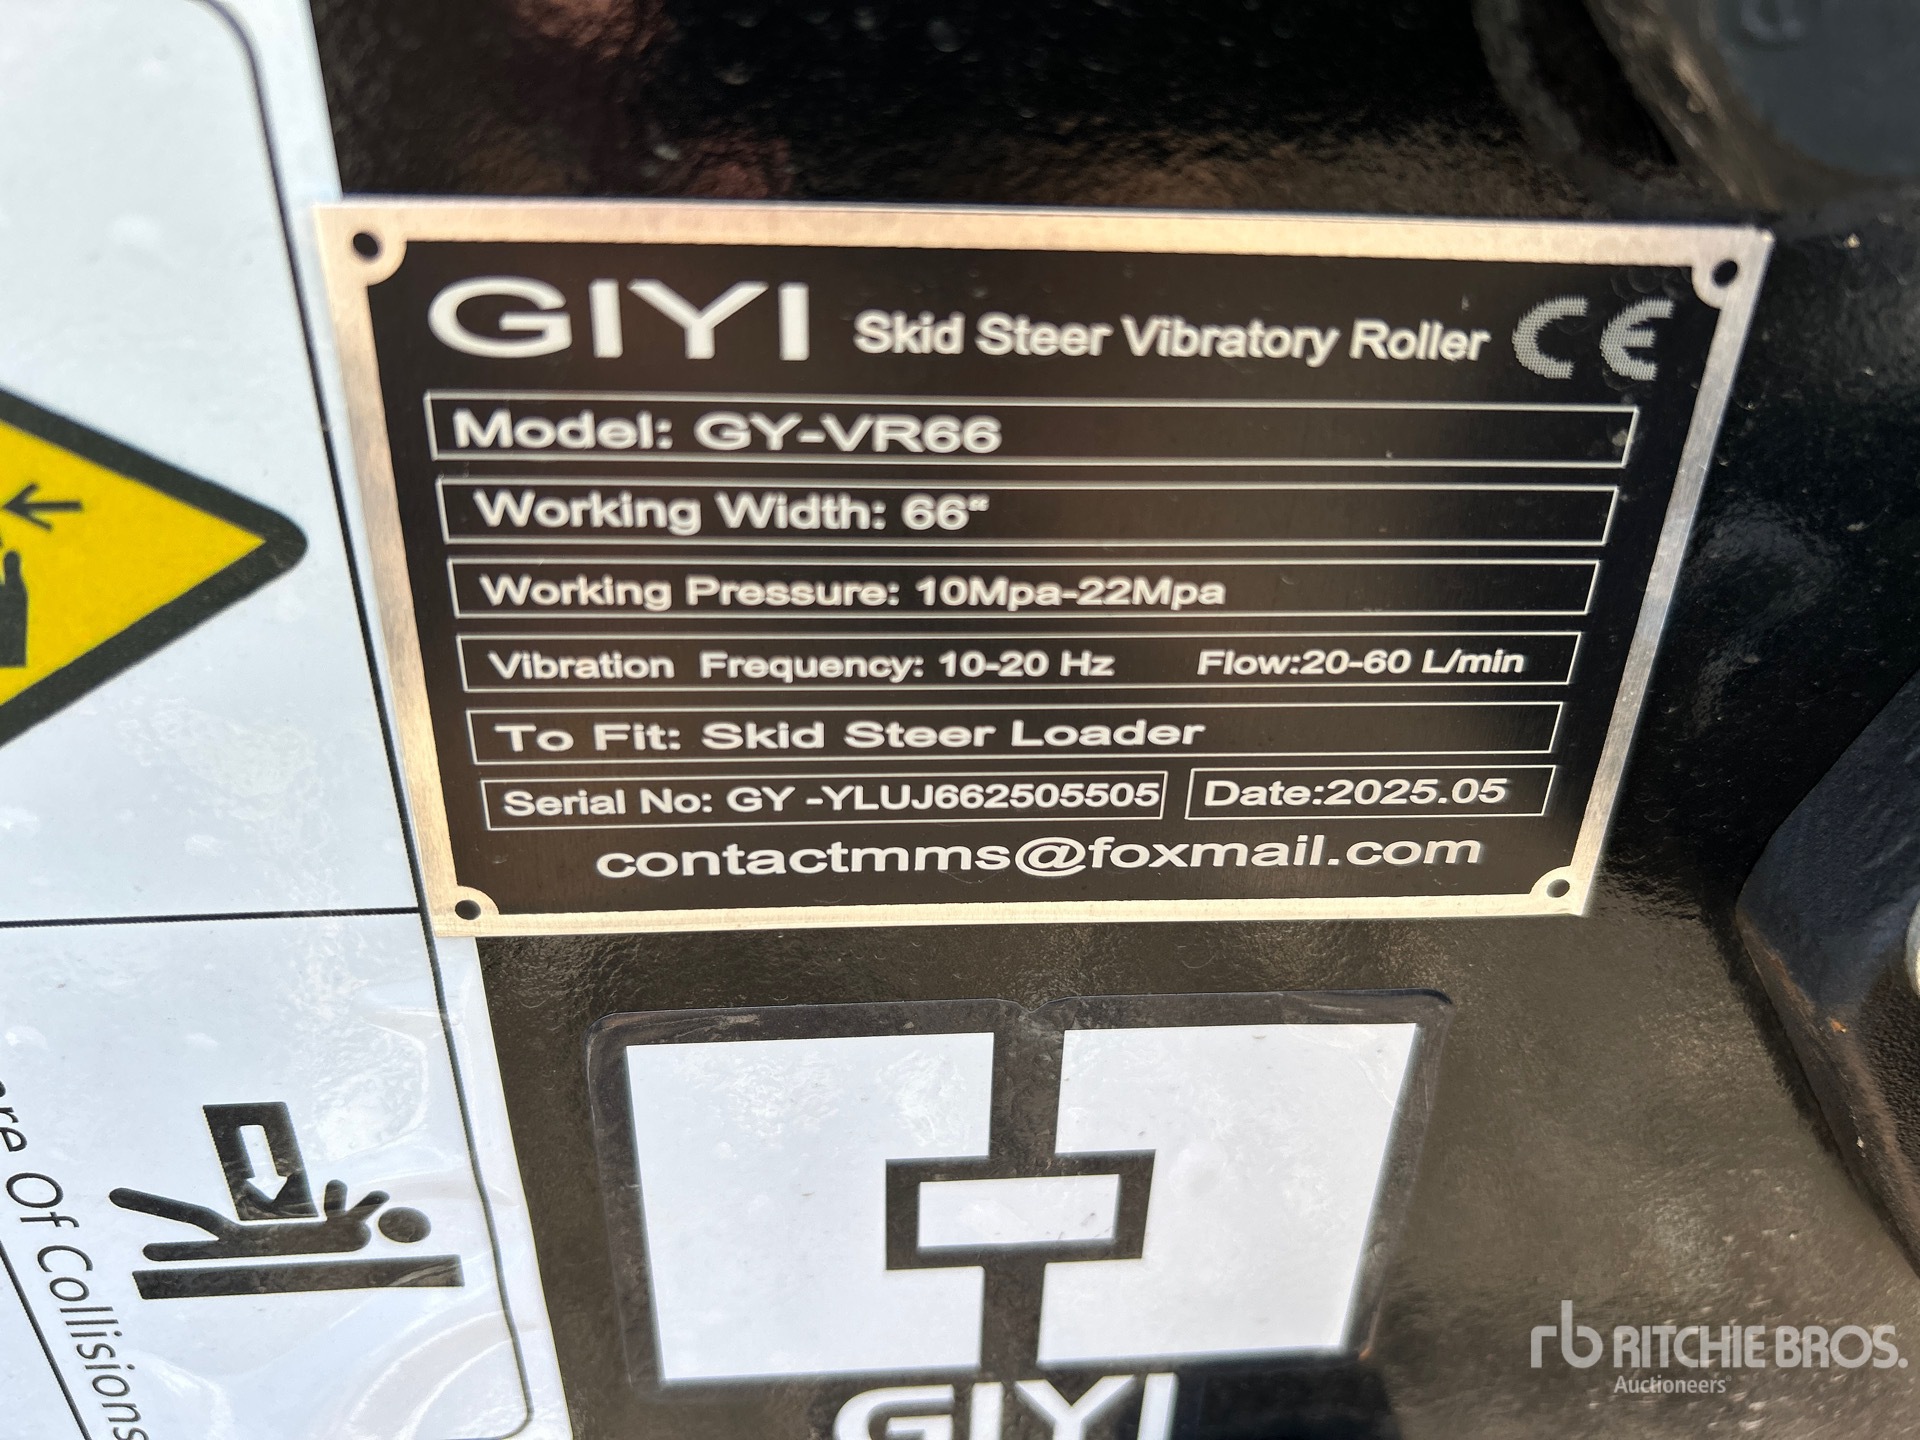 GIYI Skid Steer Vibratory Roller CE
Model: GY-VR66
Working Width: 66“
Working Pressure: 10Mpa-22Mpa
Vibration Frequency: 10-20 Hz Flow:20-60 L/min
To Fit: Skid Steer Loader
Serial No: GY -YLUJ662505505 Date:2025.05
contactmms@foxmail.com
Of Collisions
GIYI
rb RITCHIE BROS.
Auctioneers